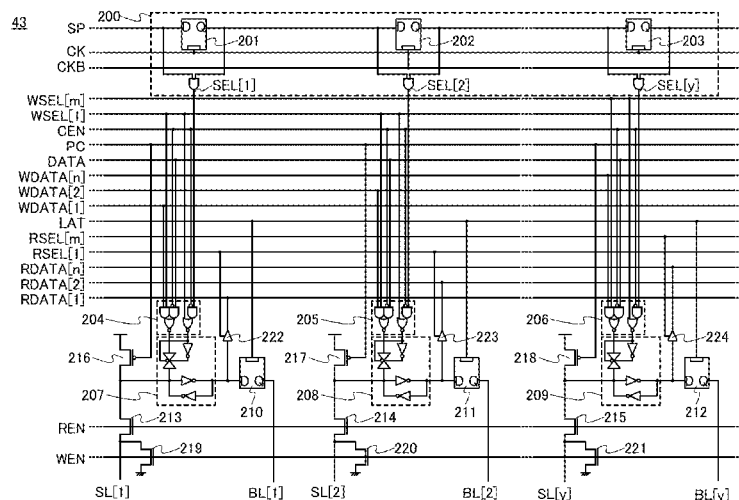 43
200
SP
D Q
D Q
D Q
201
202
203
CK
CKB
SEL[1]
SEL[2]
SEL[y]
WSEL[m]
WSEL[1]
CEN
PC
DATA
WDATA[n]
WDATA[2]
WDATA[1]
LAT
RSEL[m]
RSEL[1]
RDATA[n]
RDATA[2]
RDATA[1]
204
205
206
216
222
217
223
218
224
D Q
D Q
D Q
207
213
210
208
214
211
209
215
212
REN
219
220
221
WEN
SL[1]
BL[1]
SL[2]
BL[2]
SL[y]
BL[y]